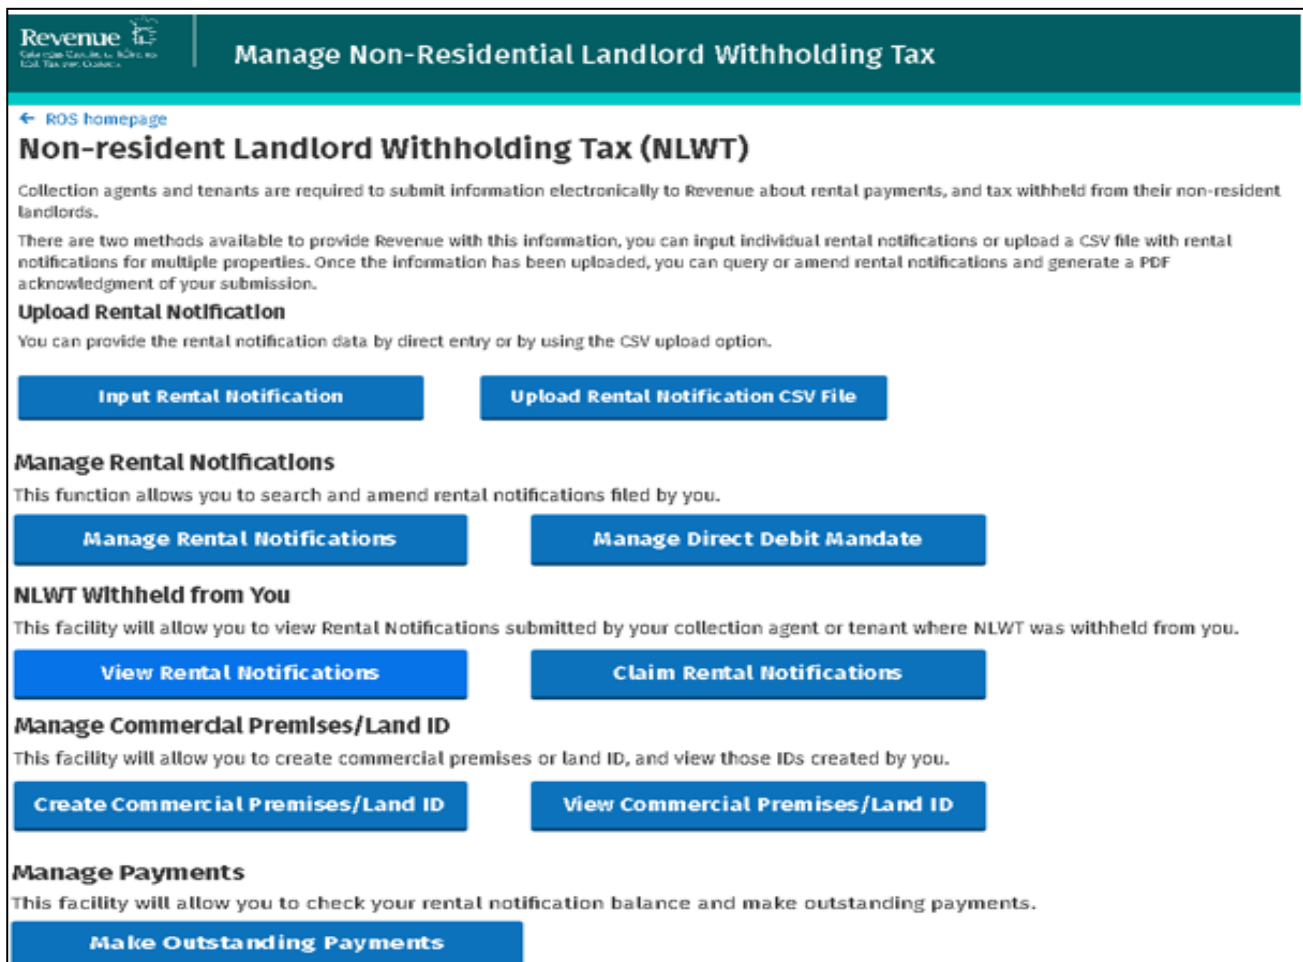 Revenue
Manage Non-Residential Landlord Withholding Tax
← ROS homepage
Non-resident Landlord Withholding Tax (NLWT)
Collection agents and tenants are required to submit information electronically to Revenue about rental payments, and tax withheld from their non-resident
landlords.
There are two methods available to provide Revenue with this information, you can input individual rental notifications or upload a CSV file with rental
notifications for multiple properties. Once the information has been uploaded, you can query or amend rental notifications and generate a PDF
acknowledgment of your submission.
Upload Rental Notification
You can provide the rental notification data by direct entry or by using the CSV upload option.
Input Rental Notification
Upload Rental Notification CSV File
Manage Rental Notifications
This function allows you to search and amend rental notifications filed by you.
Manage Rental Notifications
Manage Direct Debit Mandate
NLWT Withheld from You
This facility will allow you to view Rental Notifications submitted by your collection agent or tenant where NLWT was withheld from you.
View Rental Notifications
Claim Rental Notifications
Manage Commercial Premises/Land ID
This facility will allow you to create commercial premises or land ID, and view those IDs created by you.
Create Commercial Premises/Land ID
View Commercial Premises/Land ID
Manage Payments
This facility will allow you to check your rental notification balance and make outstanding payments.
Make Outstanding Payments